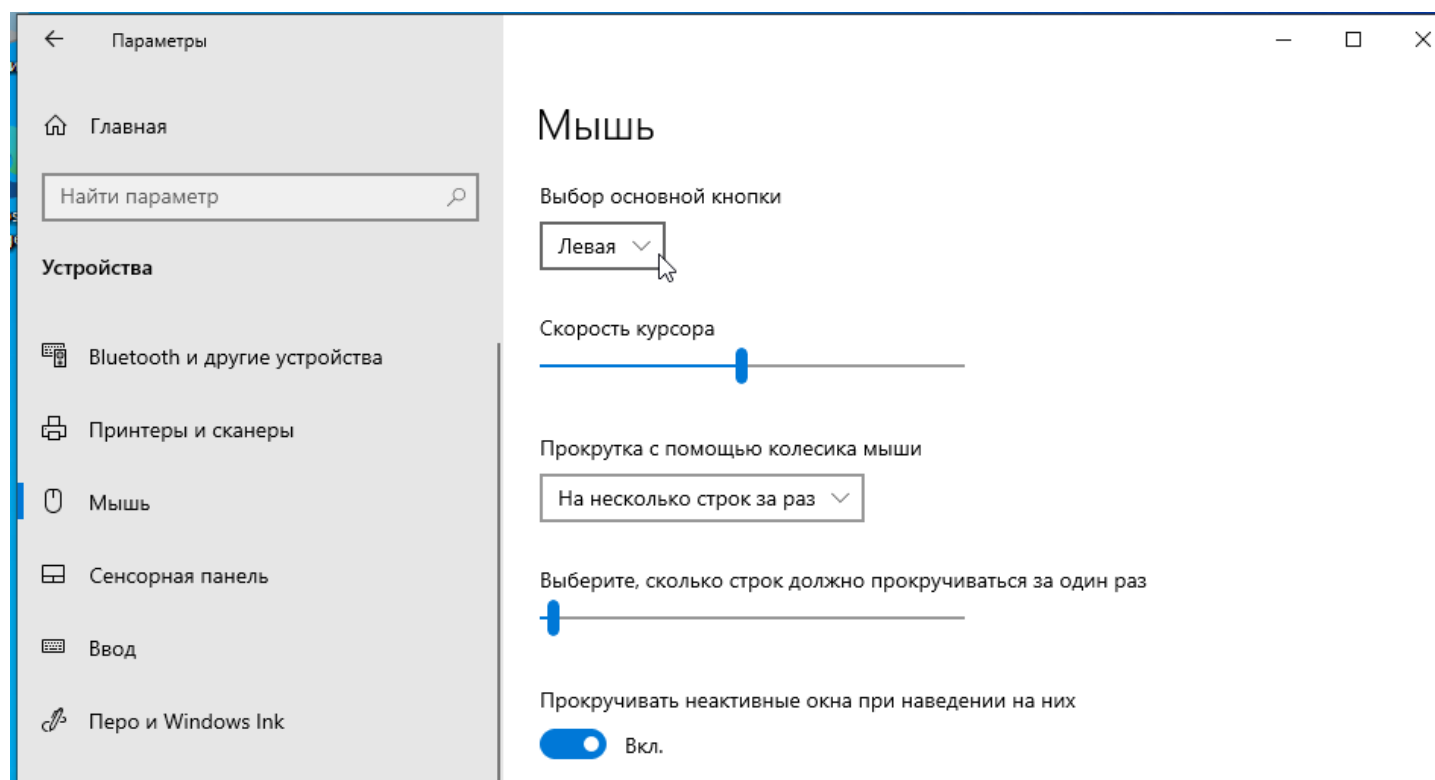 Параметры
Главная
Найти параметр
Устройства
Bluetooth и другие устройства
Принтеры и сканеры
Мышь
Сенсорная панель
Ввод
Перо и Windows Ink
Мышь
Выбор основной кнопки
Левая
Скорость курсора
Прокрутка с помощью колесика мыши
На несколько строк за раз
Выберите, сколько строк должно прокручиваться за один раз
Прокручивать неактивные окна при наведении на них
Вкл.